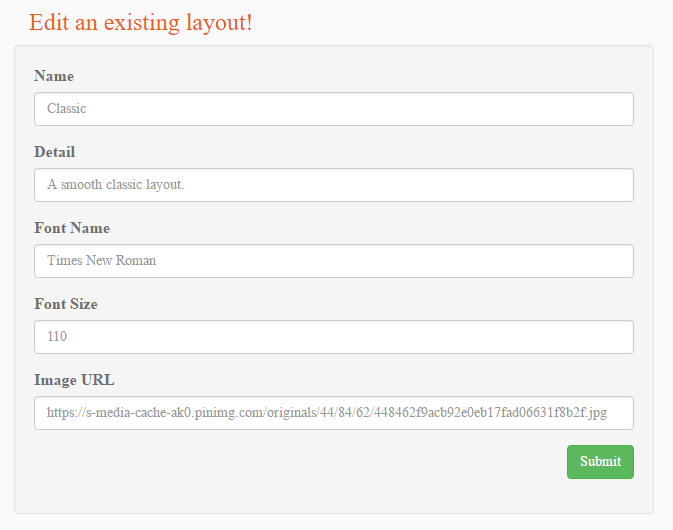 Edit an existing layout!
Name
Classic
Detail
A smooth classic layout.
Font Name
Times New Roman
Font Size
110
Image URL
https://s-media-cache-ak0.pinimg.com/originals/44/84/62/448462f9acb92e0eb17fad06631f8b2f.jpg
Submit